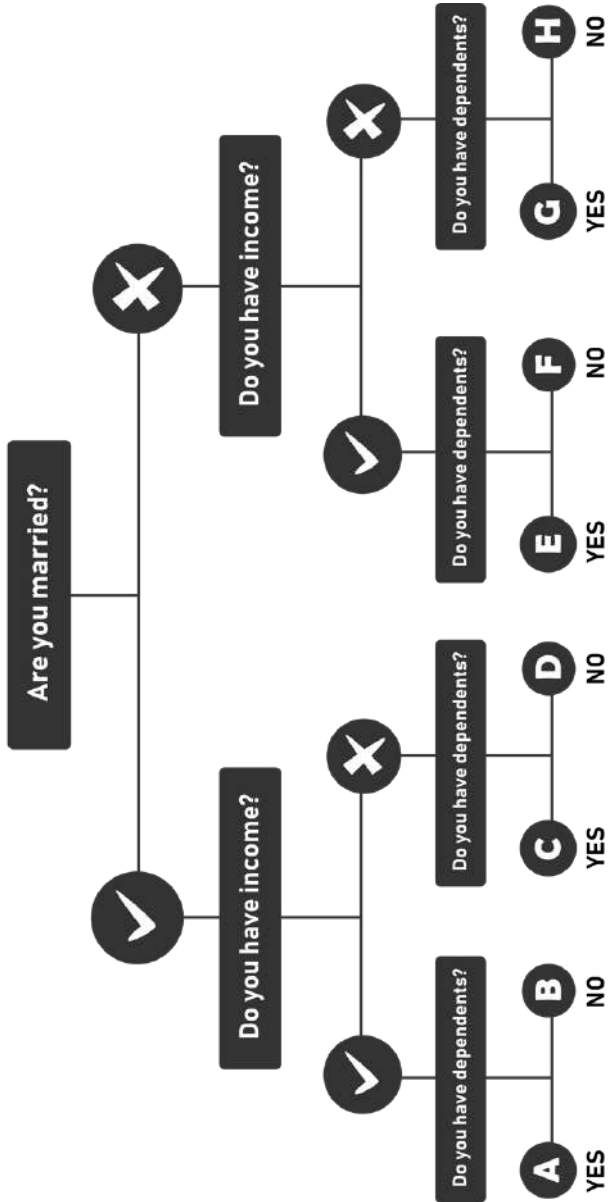 Are you married?
Do you have income?
Do you have income?
Do you have dependents?
Do you have dependents?
Do you have dependents?
Do you have dependents?
A
B
C
D
E
F
G
H
YES
NO
YES
NO
YES
NO
YES
NO